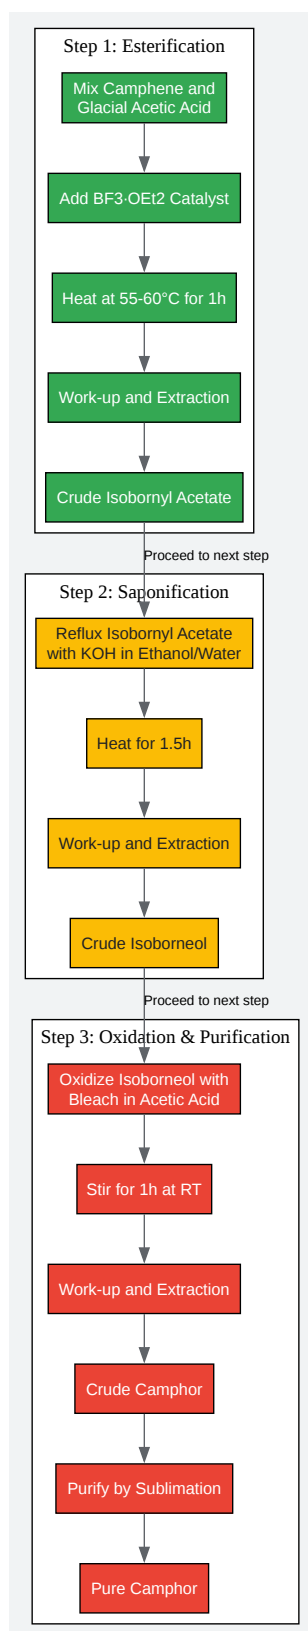 Step 1: Esterification
Mix Camphene and
Glacial Acetic Acid
Add BF3·OEt2 Catalyst
Heat at 55-60°C for 1h
Work-up and Extraction
Crude Isobornyl Acetate
Proceed to next step
Step 2: Saponification
Reflux Isobornyl Acetate
with KOH in Ethanol/Water
Heat for 1.5h
Work-up and Extraction
Crude Isoborneol
Proceed to next step
Step 3: Oxidation & Purification
Oxidize Isoborneol with
Bleach in Acetic Acid
Stir for 1h at RT
Work-up and Extraction
Crude Camphor
Purify by Sublimation
Pure Camphor